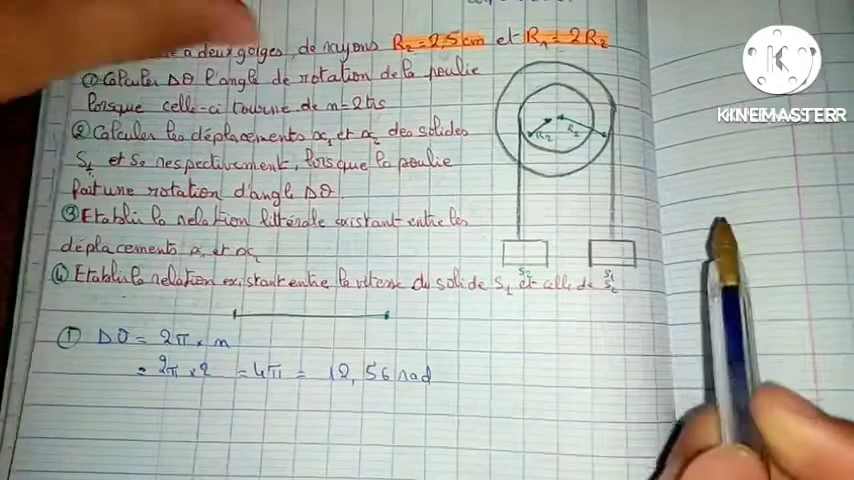 a deux gorges, de rayons R₂ = 25 cm et R₁ = 2R₂
① Calculer Δθ l'angle de rotation de la poulie
lorsque celle-ci tourne de n = 2 trs
② Calculer les déplacements x₁ et x₂ des solides
S₁ et S₂ respectivement, lorsque la poulie
fait une rotation d'angle Δθ.
③ Etablir la relation littérale existant entre les
déplacements x₁ et x₂
④ Etablir la relation existant entre la vitesse du solide S₁ et celle de S₂
R₂ R₁
S₂ S₁
① Δθ = 2π × n
= 2π × 2 = 4π = 12,56 rad
K
KINEMASTERR